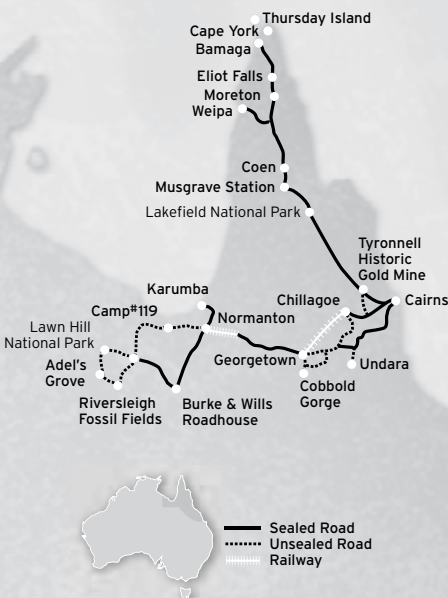 Thursday Island
Cape York
Bamaga
Eliot Falls
Moreton
Weipa
Coen
Musgrave Station
Lakefield National Park
Tyronnell
Historic
Gold Mine
Karumba
Chillagoe
Cairns
Camp#119
Normanton
Lawn Hill
National Park
Georgetown
Undara
Adel's
Grove
Cobbold
Gorge
Riversleigh
Fossil Fields
Burke & Wills
Roadhouse
Sealed Road
Unsealed Road
Railway